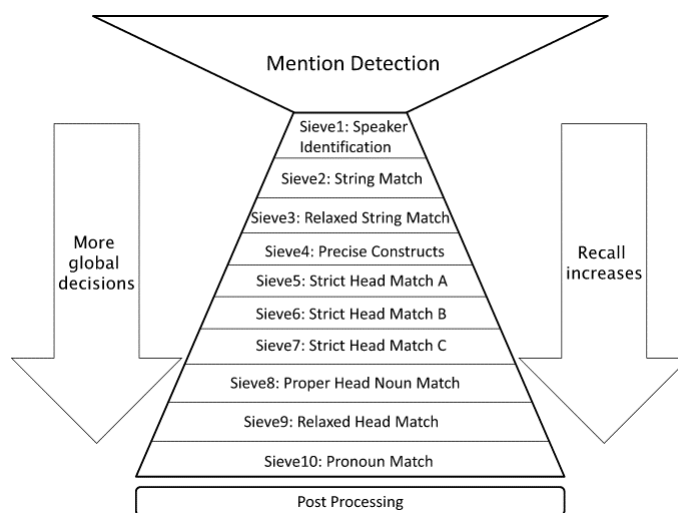 Mention Detection
Sieve1: Speaker
Identification
Sieve2: String Match
Sieve3: Relaxed String Match
Sieve4: Precise Constructs
Sieve5: Strict Head Match A
Sieve6: Strict Head Match B
Sieve7: Strict Head Match C
Sieve8: Proper Head Noun Match
Sieve9: Relaxed Head Match
Sieve10: Pronoun Match
Post Processing
More
global
decisions
Recall
increases